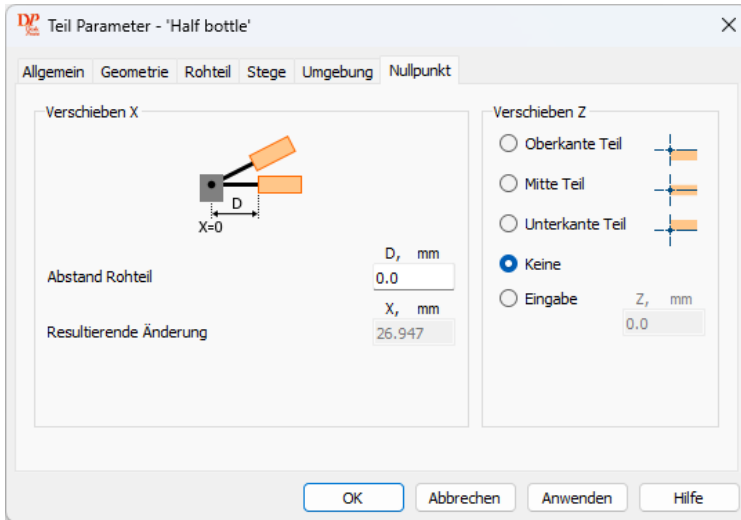 Teil Parameter - 'Half bottle'
Allgemein Geometrie Rohteil Stege Umgebung Nullpunkt
Verschieben X
D
X=0
D, mm
Abstand Rohteil 0.0
X, mm
Resultierende Änderung 26.947
Verschieben Z
Oberkante Teil
Mitte Teil
Unterkante Teil
Keine
Eingabe Z, mm
0.0
OK Abbrechen Anwenden Hilfe